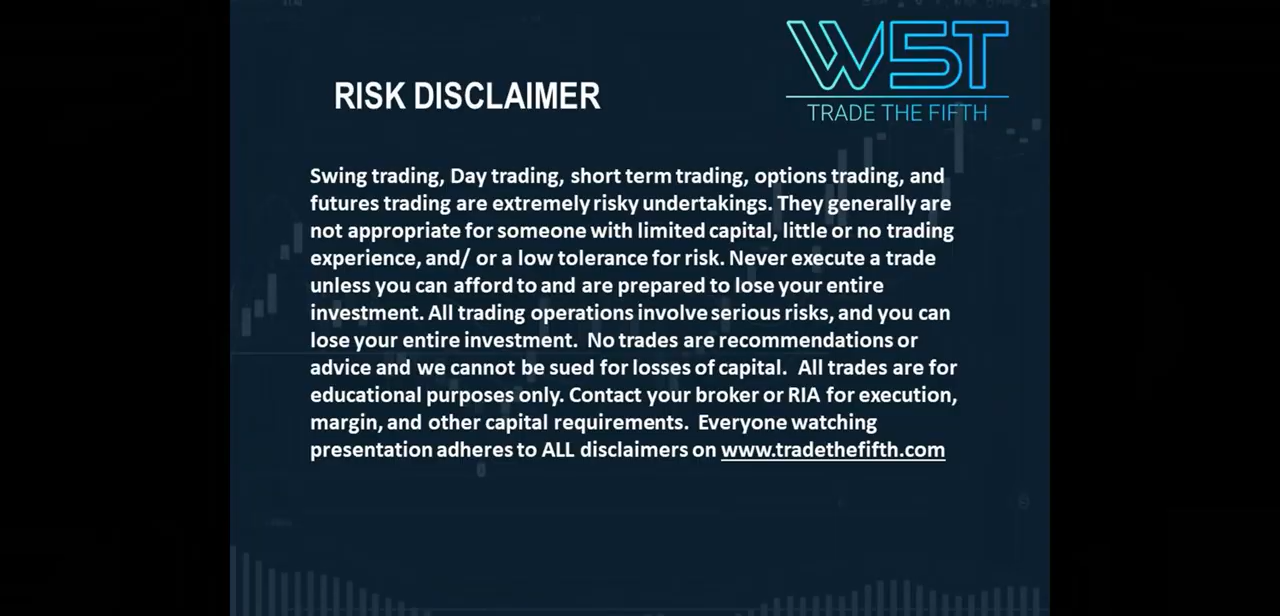 W5T
TRADE THE FIFTH
RISK DISCLAIMER
Swing trading, Day trading, short term trading, options trading, and
futures trading are extremely risky undertakings. They generally are
not appropriate for someone with limited capital, little or no trading
experience, and/ or a low tolerance for risk. Never execute a trade
unless you can afford to and are prepared to lose your entire
investment. All trading operations involve serious risks, and you can
lose your entire investment.  No trades are recommendations or
advice and we cannot be sued for losses of capital.  All trades are for
educational purposes only. Contact your broker or RIA for execution,
margin, and other capital requirements.  Everyone watching
presentation adheres to ALL disclaimers on www.tradethefifth.com